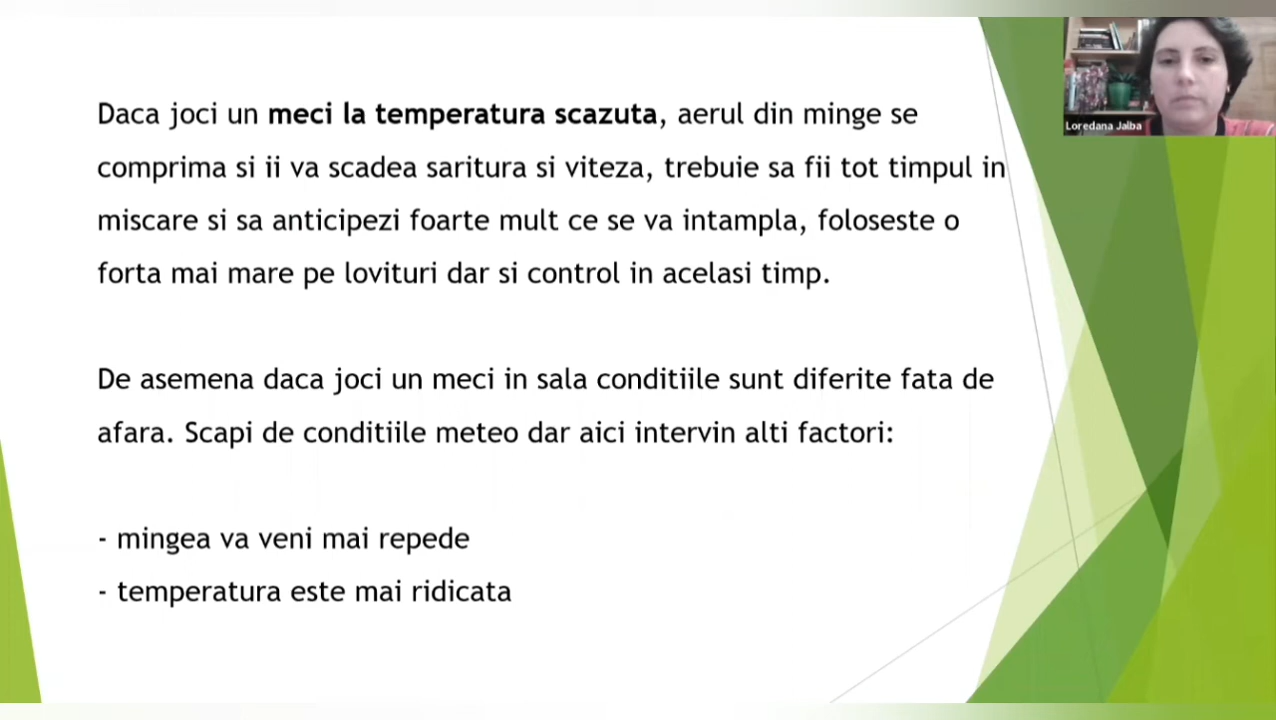 Daca joci un meci la temperatura scazuta, aerul din minge se
comprima si ii va scadea saritura si viteza, trebuie sa fii tot timpul in
miscare si sa anticipezi foarte mult ce se va intampla, foloseste o
forta mai mare pe lovituri dar si control in acelasi timp.
De asemena daca joci un meci in sala conditiile sunt diferite fata de
afara. Scapi de conditiile meteo dar aici intervin alti factori:
- mingea va veni mai repede
- temperatura este mai ridicata
Loredana Jalba